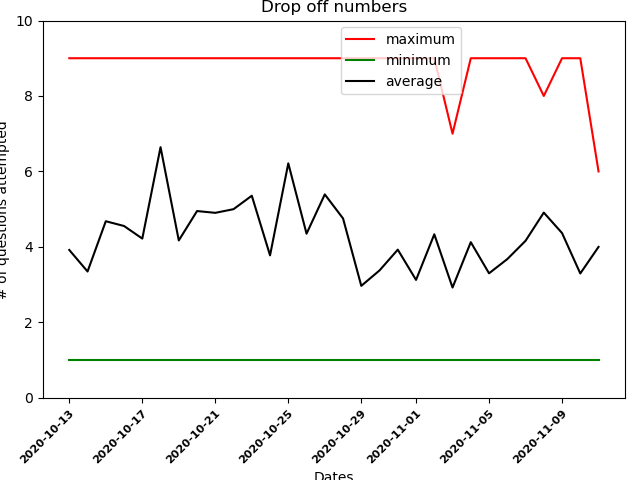 Drop off numbers
maximum
minimum
average
# of questions attempted
10
8
6
4
2
0
2020-10-13
2020-10-17
2020-10-21
2020-10-25
2020-10-29
2020-11-01
2020-11-05
2020-11-09
Dates